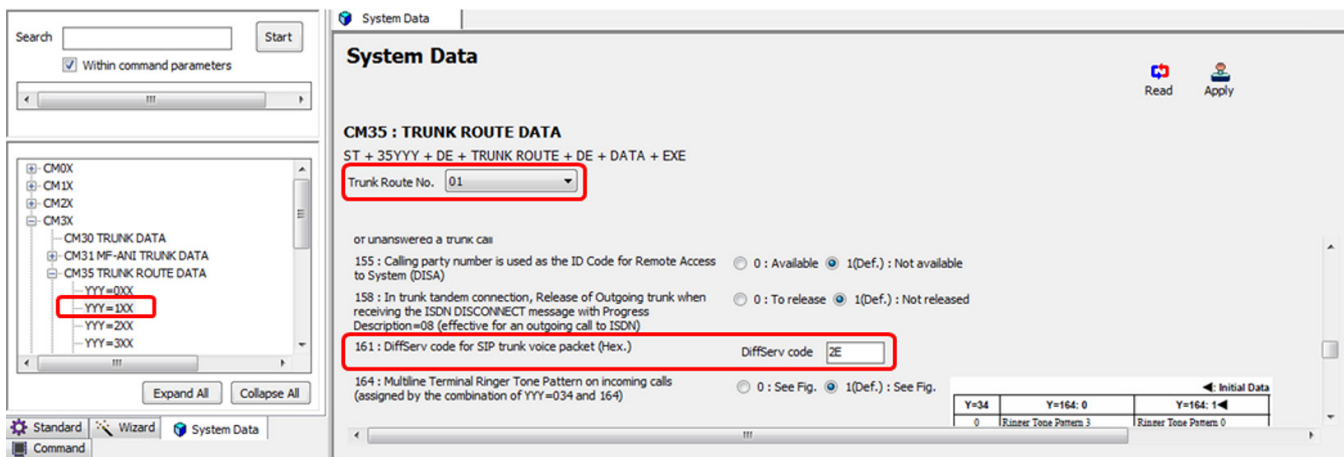 Search
Start
Within command parameters
CM0X
CM1X
CM2X
CM3X
CM30 TRUNK DATA
CM31 MF-ANI TRUNK DATA
CM35 TRUNK ROUTE DATA
YYY=0XX
YYY=1XX
YYY=2XX
YYY=3XX
Expand All
Collapse All
Standard
Wizard
System Data
Command
System Data
System Data
Read
Apply
CM35 : TRUNK ROUTE DATA
ST + 35YYY + DE + TRUNK ROUTE + DE + DATA + EXE
Trunk Route No. 01
or unanswered a trunk call
155 : Calling party number is used as the ID Code for Remote Access
to System (DISA)
0 : Available
1(Def.) : Not available
158 : In trunk tandem connection, Release of Outgoing trunk when
receiving the ISDN DISCONNECT message with Progress
Description=08 (effective for an outgoing call to ISDN)
0 : To release
1(Def.) : Not released
161 : DiffServ code for SIP trunk voice packet (Hex.)
DiffServ code 2E
164 : Multiline Terminal Ringer Tone Pattern on incoming calls
(assigned by the combination of YYY=034 and 164)
0 : See Fig.
1(Def.) : See Fig.
◀: Initial Data
Y=34 Y=164: 0 Y=164: 1◀
0 Ringer Tone Pattern 3 Ringer Tone Pattern 0